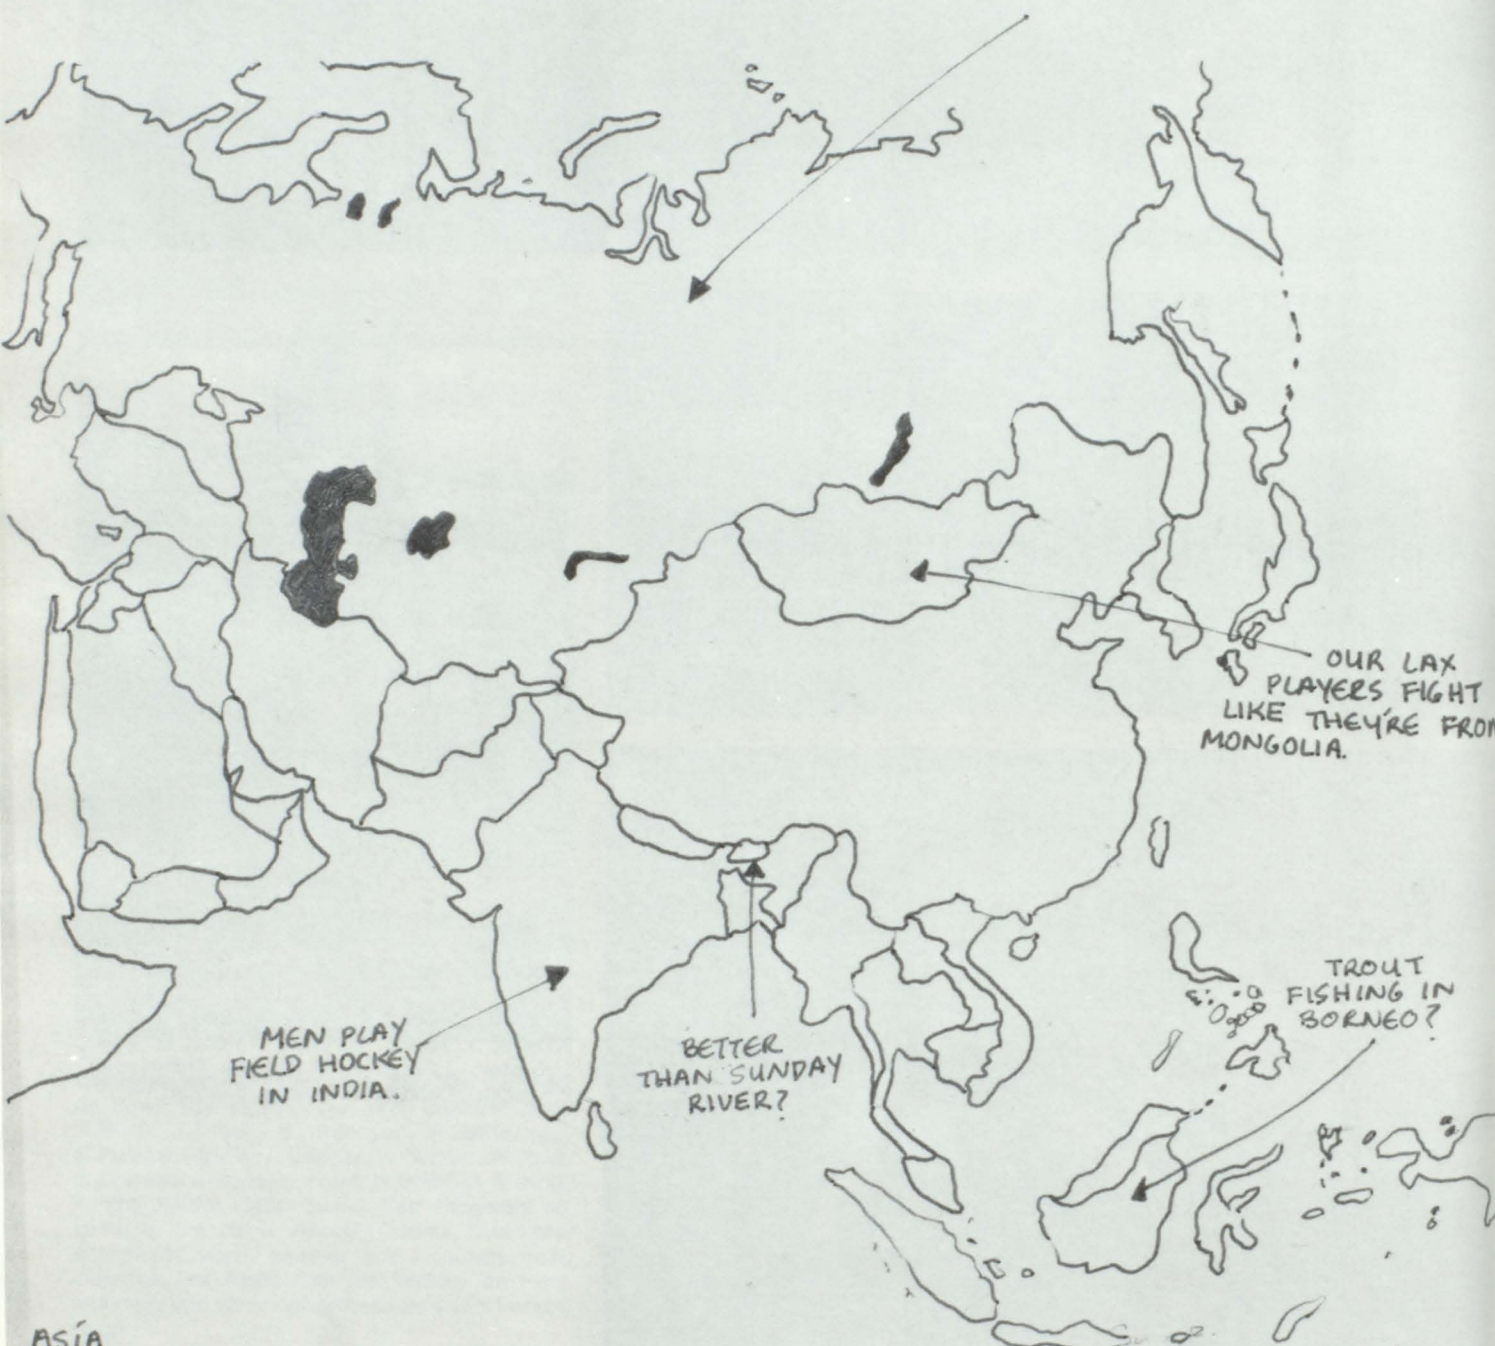 OUR LAX
PLAYERS FIGHT
LIKE THEY'RE FROM
MONGOLIA.
TROUT
FISHING IN
BORNEO?
MEN PLAY
FIELD HOCKEY
IN INDIA.
BETTER
THAN SUNDAY
RIVER?
ASÍA